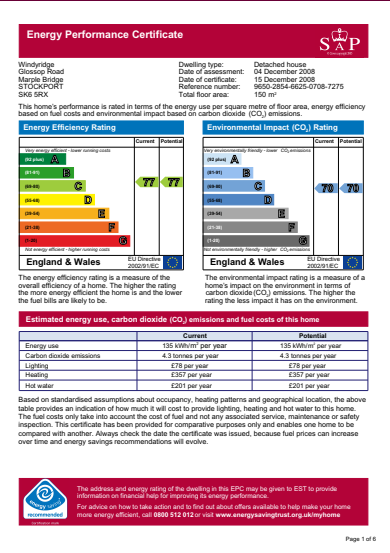 Energy Performance Certificate
SAP
Windyridge
Glossop Road
Marple Bridge
STOCKPORT
SK6 5RX
Dwelling type: Detached house
Date of assessment: 04 December 2008
Date of certificate: 15 December 2008
Reference number: 9650-2854-6625-0708-7275
Total floor area: 150 m²
This home's performance is rated in terms of the energy use per square metre of floor area, energy efficiency
based on fuel costs and environmental impact based on carbon dioxide (CO₂) emissions.
Energy Efficiency Rating
Current Potential
Very energy efficient - lower running costs
(92 plus) A
(81-91) B
(69-80) C
(55-68) D
(39-54) E
(21-38) F
(1-20) G
77 77
Not energy efficient - higher running costs
England & Wales
EU Directive
2002/91/EC
Environmental Impact (CO₂) Rating
Current Potential
Very environmentally friendly - lower CO₂ emissions
(92 plus) A
(81-91) B
(69-80) C
(55-68) D
(39-54) E
(21-38) F
(1-20) G
70 70
Not environmentally friendly - higher CO₂ emissions
England & Wales
EU Directive
2002/91/EC
The energy efficiency rating is a measure of the
overall efficiency of a home. The higher the rating
the more energy efficient the home is and the lower
the fuel bills are likely to be.
The environmental impact rating is a measure of a
home's impact on the environment in terms of
carbon dioxide (CO₂) emissions. The higher the
rating the less impact it has on the environment.
Estimated energy use, carbon dioxide (CO₂) emissions and fuel costs of this home
Current Potential
Energy use 135 kWh/m² per year 135 kWh/m² per year
Carbon dioxide emissions 4.3 tonnes per year 4.3 tonnes per year
Lighting £78 per year £78 per year
Heating £357 per year £357 per year
Hot water £201 per year £201 per year
Based on standardised assumptions about occupancy, heating patterns and geographical location, the above
table provides an indication of how much it will cost to provide lighting, heating and hot water to this home.
The fuel costs only take into account the cost of fuel and not any associated service, maintenance or safety
inspection. This certificate has been provided for comparative purposes only and enables one home to be
compared with another. Always check the date the certificate was issued, because fuel prices can increase
over time and energy savings recommendations will evolve.
recommended
The address and energy rating of the dwelling in this EPC may be given to EST to provide
information on financial help for improving its energy performance.
For advice on how to take action and to find out about offers available to help make your home
more energy efficient, call 0800 512 012 or visit www.energysavingtrust.org.uk/myhome
Page 1 of 6